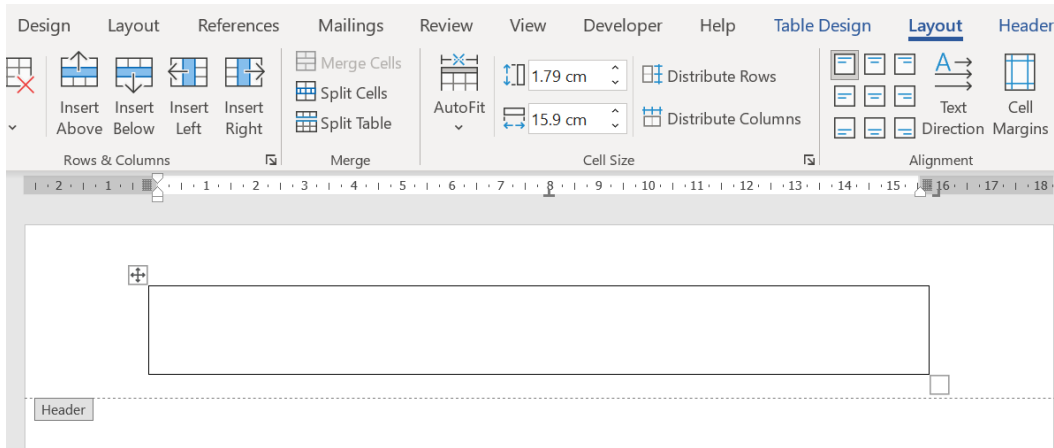 Design Layout References Mailings Review View Developer Help Table Design Layout Header
Insert Above
Insert Below
Insert Left
Insert Right
Merge Cells
Split Cells
Split Table
AutoFit
1.79 cm
15.9 cm
Distribute Rows
Distribute Columns
Text Direction
Cell Margins
Rows & Columns Merge Cell Size Alignment
2 1 1 2 3 4 5 6 7 8 9 10 11 12 13 14 15 16 17 18
Header